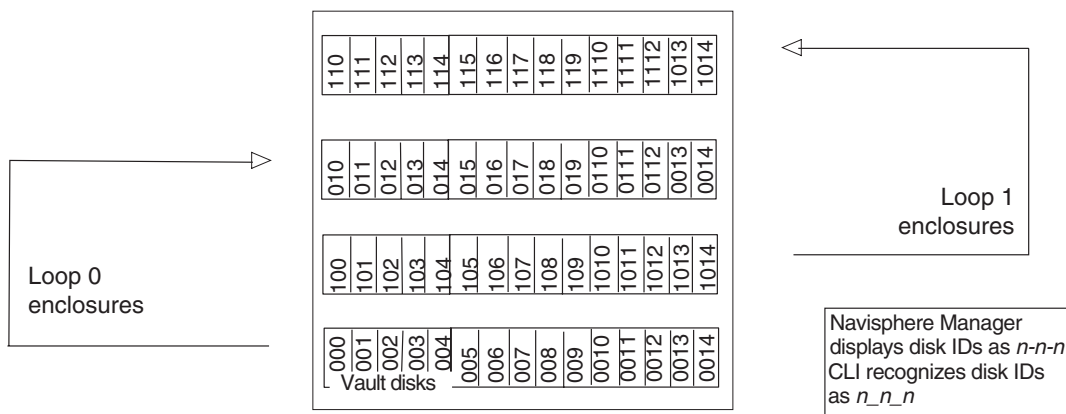 110 111 112 113 114 115 116 117 118 119 1110 1111 1112 1013 1014
010 011 012 013 014 015 016 017 018 019 0110 0111 0112 0013 0014
Loop 1
enclosures
100 101 102 103 104 105 106 107 108 109 1010 1011 1012 1013 1014
Loop 0
enclosures
000 001 002 003 004 005 006 007 008 009 0010 0011 0012 0013 0014
Vault disks
Navisphere Manager
displays disk IDs as n-n-n
CLI recognizes disk IDs
as n_n_n